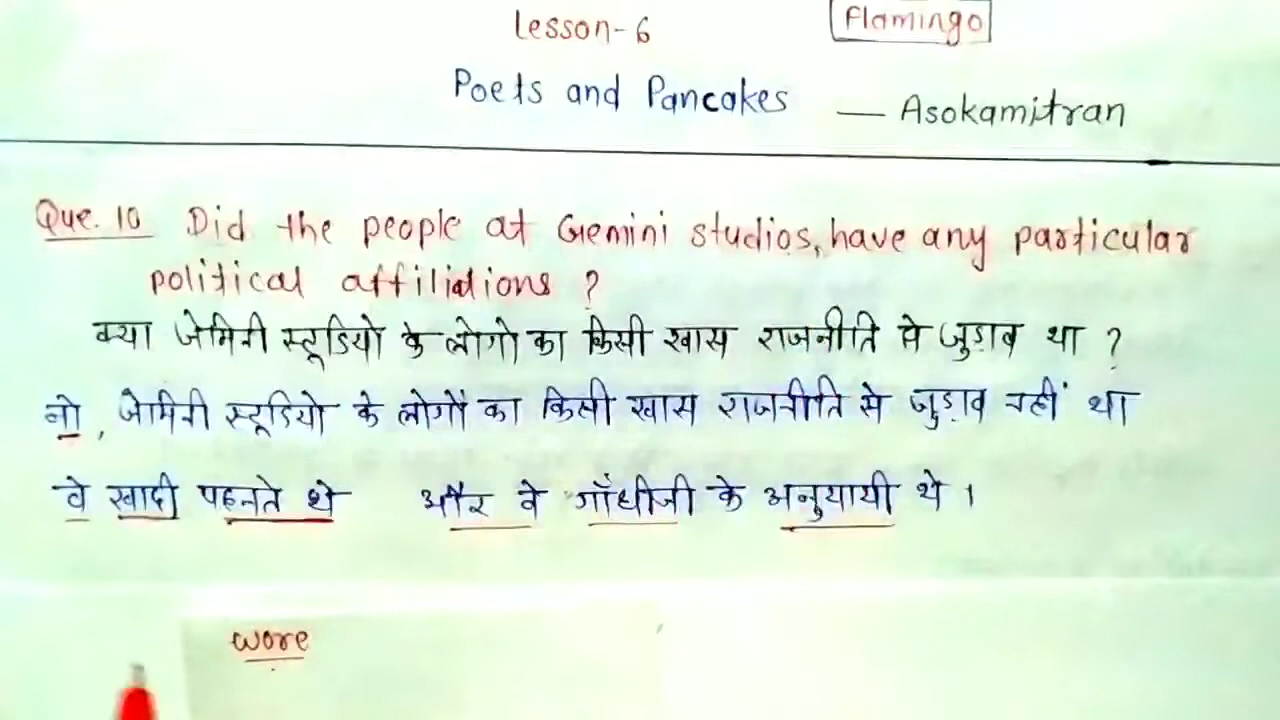 Lesson-6
Flamingo
Poets and Pancakes — Asokamitran
Que. 10 Did the people at Gemini studios, have any particular
political affiliations ?
क्या जेमिनी स्टूडियो के लोगो का किसी खास राजनीति से जुड़ाव था ?
नो, जेमिनी स्टूडियो के लोगों का किसी खास राजनीति से जुड़ाव नहीं था
वे खादी पहनते थे और वे गाँधीजी के अनुयायी थे ।
wore